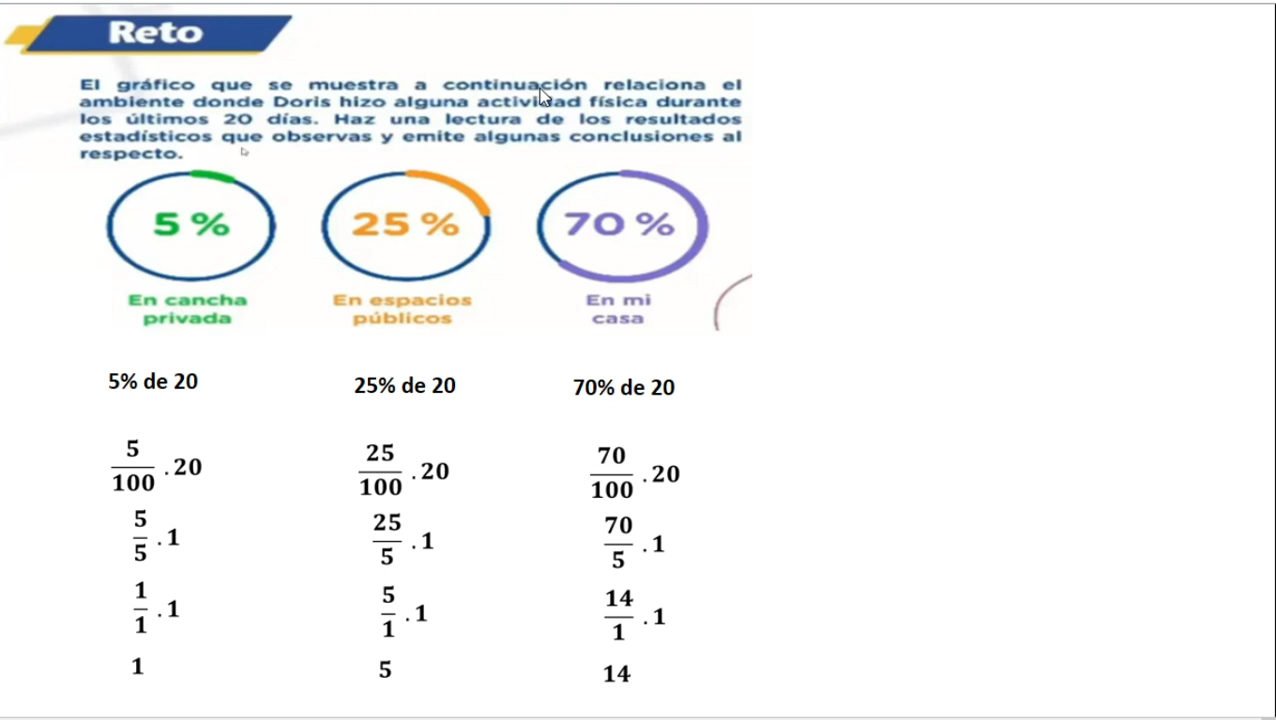 Reto
El gráfico que se muestra a continuación relaciona el
ambiente donde Doris hizo alguna actividad física durante
los últimos 20 días. Haz una lectura de los resultados
estadísticos que observas y emite algunas conclusiones al
respecto.
5 % 25 % 70 %
En cancha En espacios En mi
privada públicos casa
5% de 20 25% de 20 70% de 20
5/100 . 20 25/100 . 20 70/100 . 20
5/5 . 1 25/5 . 1 70/5 . 1
1/1 . 1 5/1 . 1 14/1 . 1
1 5 14